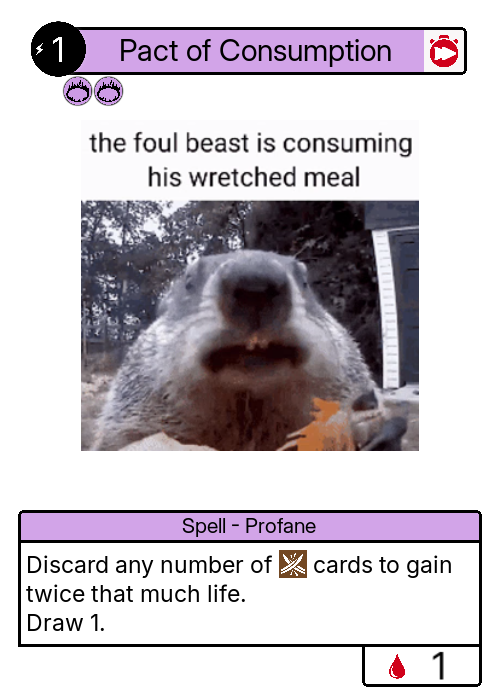 1 Pact of Consumption
the foul beast is consuming
his wretched meal
Spell - Profane
Discard any number of cards to gain
twice that much life.
Draw 1.
1